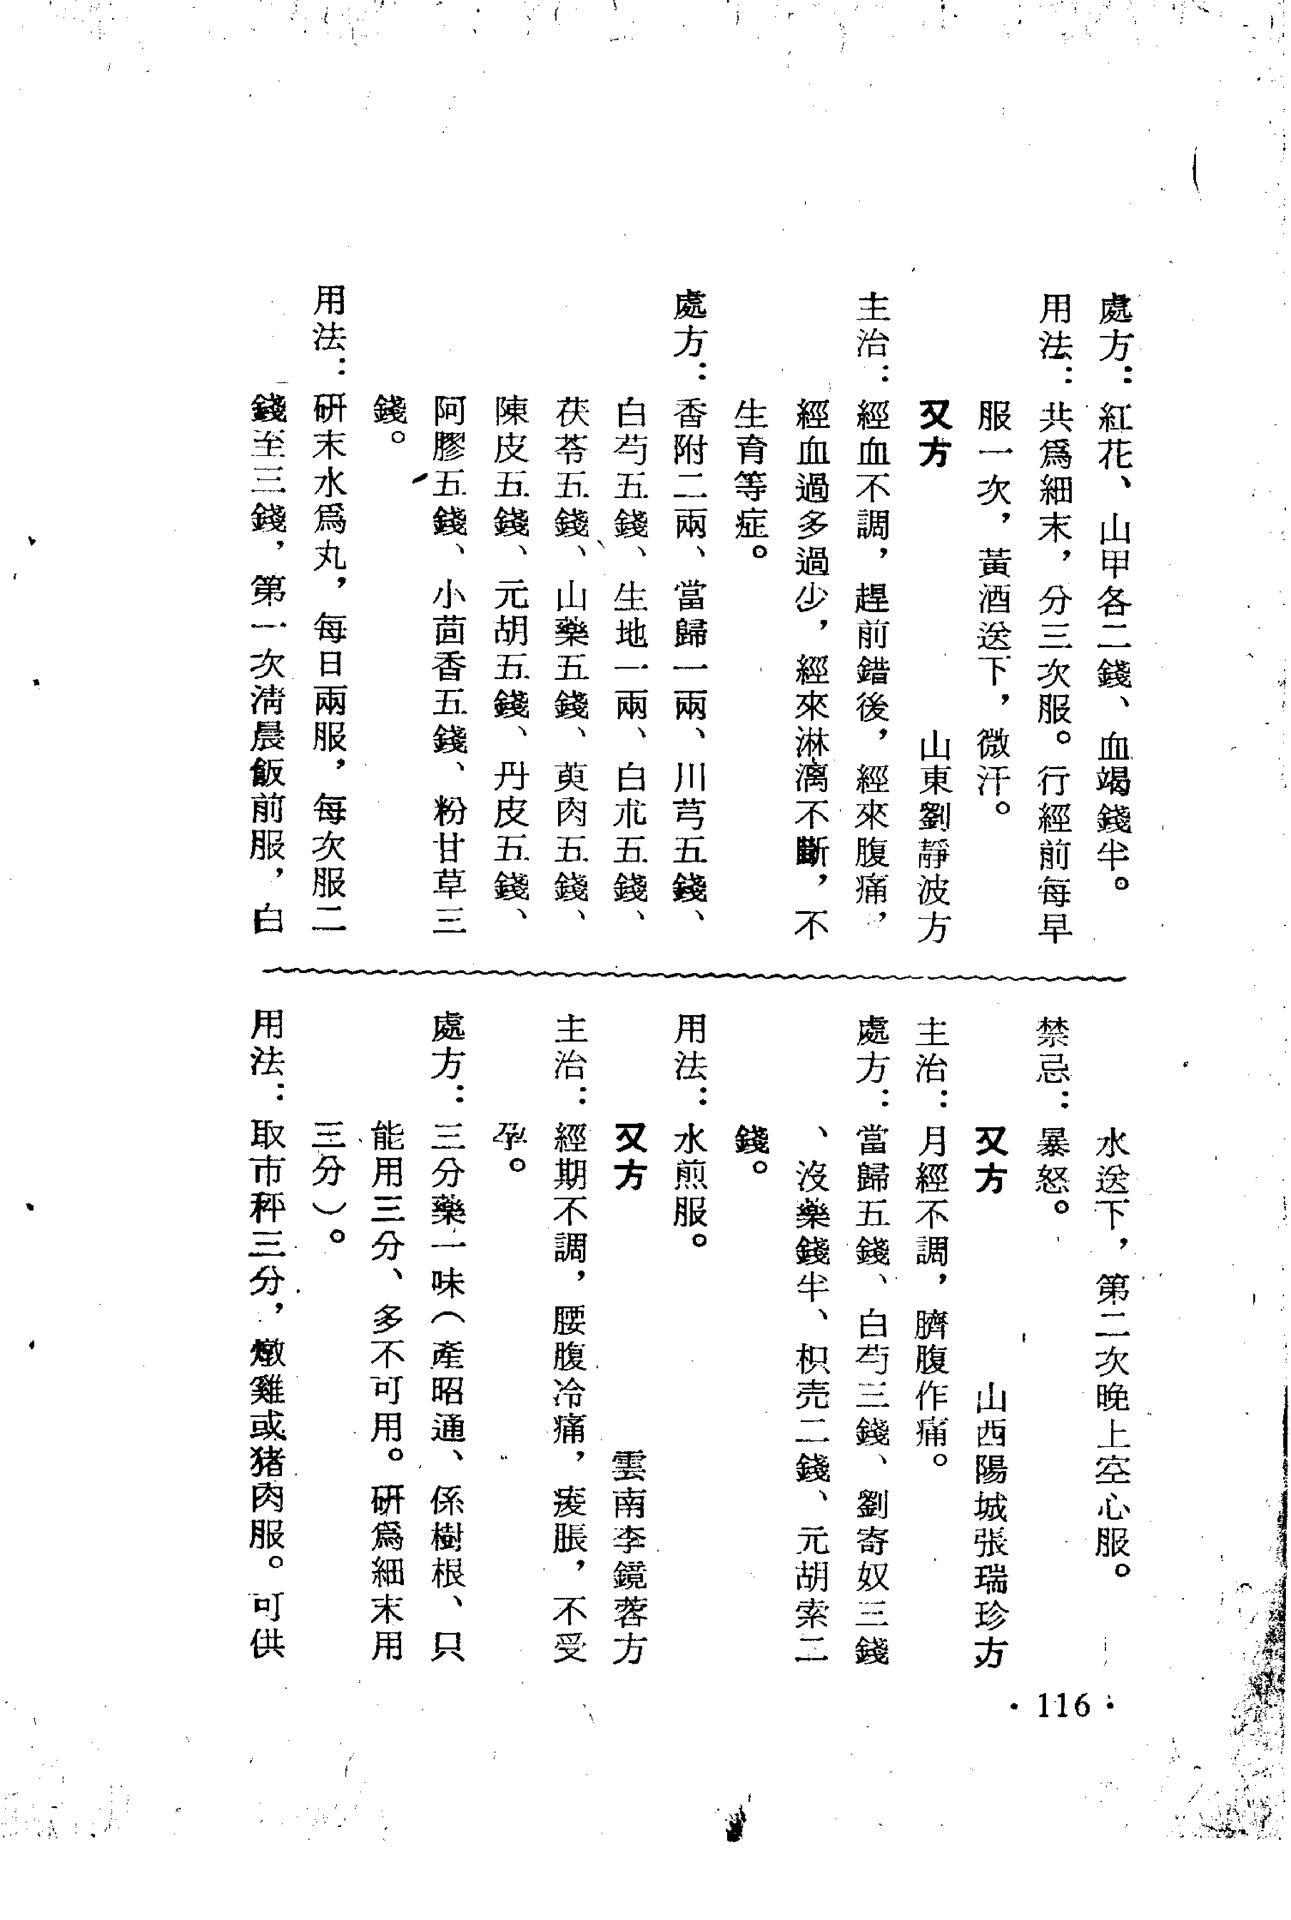 處方：紅花、山甲各二錢、血竭錢半。
用法：共爲細末，分三次服。行經前每早
服一次，黃酒送下，微汗。
又方　山東劉靜波方
主治：經血不調，趕前錯後，經來腹痛，
經血過多過少，經來淋漓不斷，不
生育等症。
處方：香附二兩、當歸一兩、川芎五錢、
白芍五錢、生地一兩、白朮五錢、
茯苓五錢、山藥五錢、萸肉五錢、
陳皮五錢、元胡五錢、丹皮五錢、
阿膠五錢、小茴香五錢、粉甘草三
錢。
用法：研末水爲丸，每日兩服，每次服二
錢至三錢，第一次淸晨飯前服，白
水送下，第二次晚上空心服。
禁忌：暴怒。
又方　山西陽城張瑞珍方
主治：月經不調，臍腹作痛。
處方：當歸五錢、白芍三錢、劉寄奴三錢
、沒藥錢半、枳壳二錢、元胡索二
錢。
用法：水煎服。
又方　雲南李鏡蓉方
主治：經期不調，腰腹冷痛，痠脹，不受
孕。
處方：三分藥一味（產昭通、係樹根、只
能用三分、多不可用。研爲細末用
三分）。
用法：取市秤三分，燉雞或猪肉服。可供
·116·